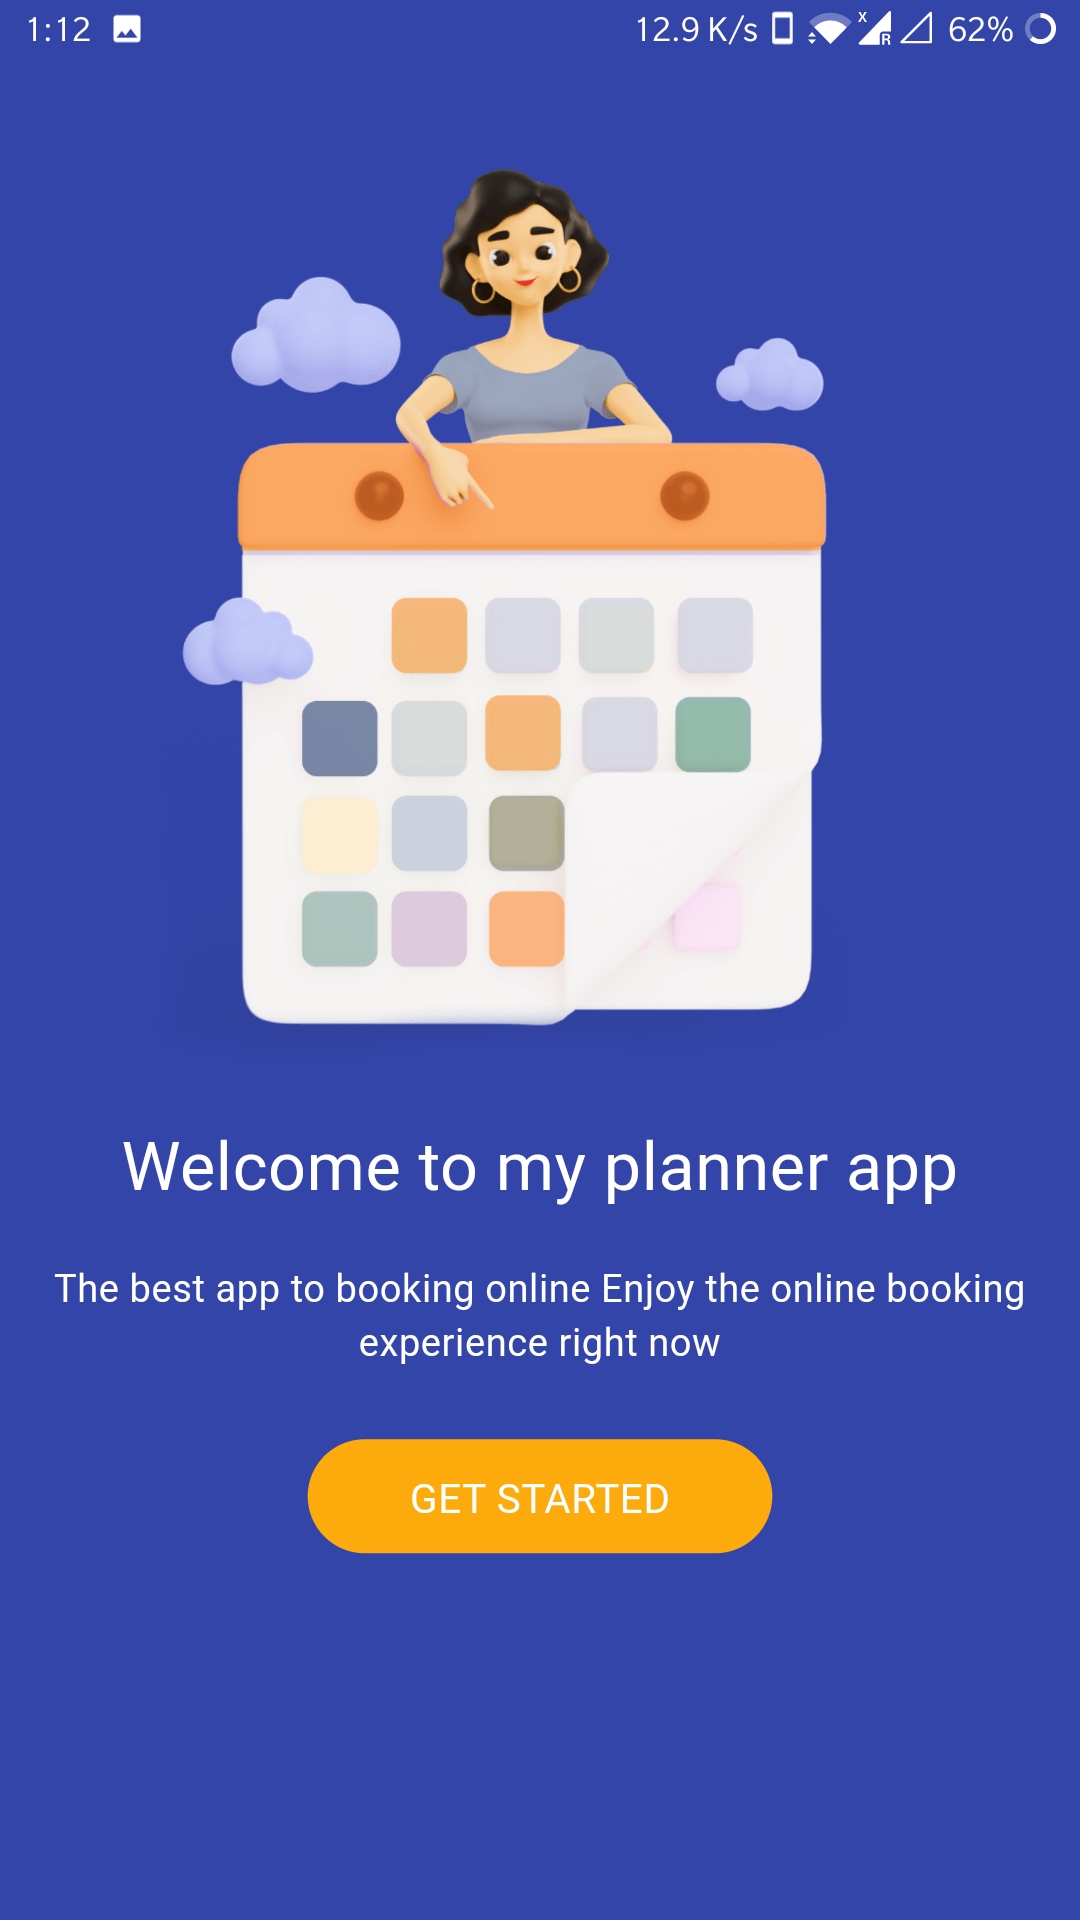 1:12 12.9 K/s X R 62%
Welcome to my planner app
The best app to booking online Enjoy the online booking
experience right now
GET STARTED